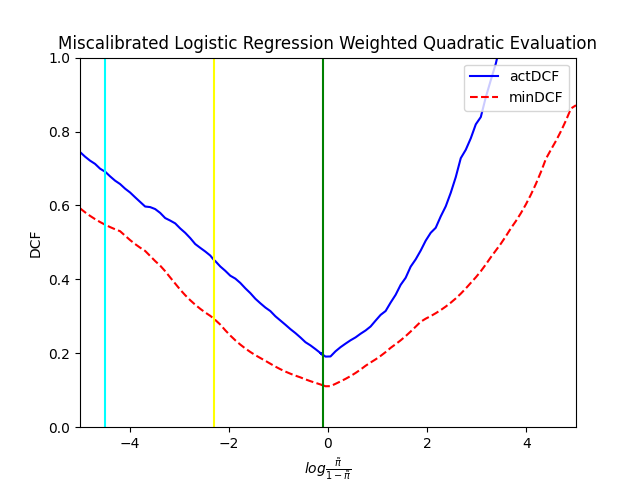 Miscalibrated Logistic Regression Weighted Quadratic Evaluation
actDCF
minDCF
DCF
1.0
0.8
0.6
0.4
0.2
0.0
−4 −2 0 2 4
log π̃/(1 − π̃)